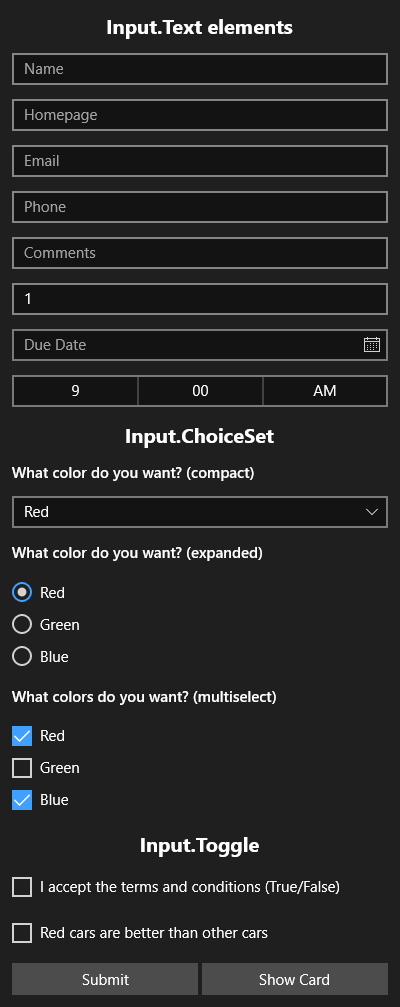 Input.Text elements
Name
Homepage
Email
Phone
Comments
1
Due Date
9 00 AM
Input.ChoiceSet
What color do you want? (compact)
Red
What color do you want? (expanded)
Red
Green
Blue
What colors do you want? (multiselect)
Red
Green
Blue
Input.Toggle
I accept the terms and conditions (True/False)
Red cars are better than other cars
Submit Show Card